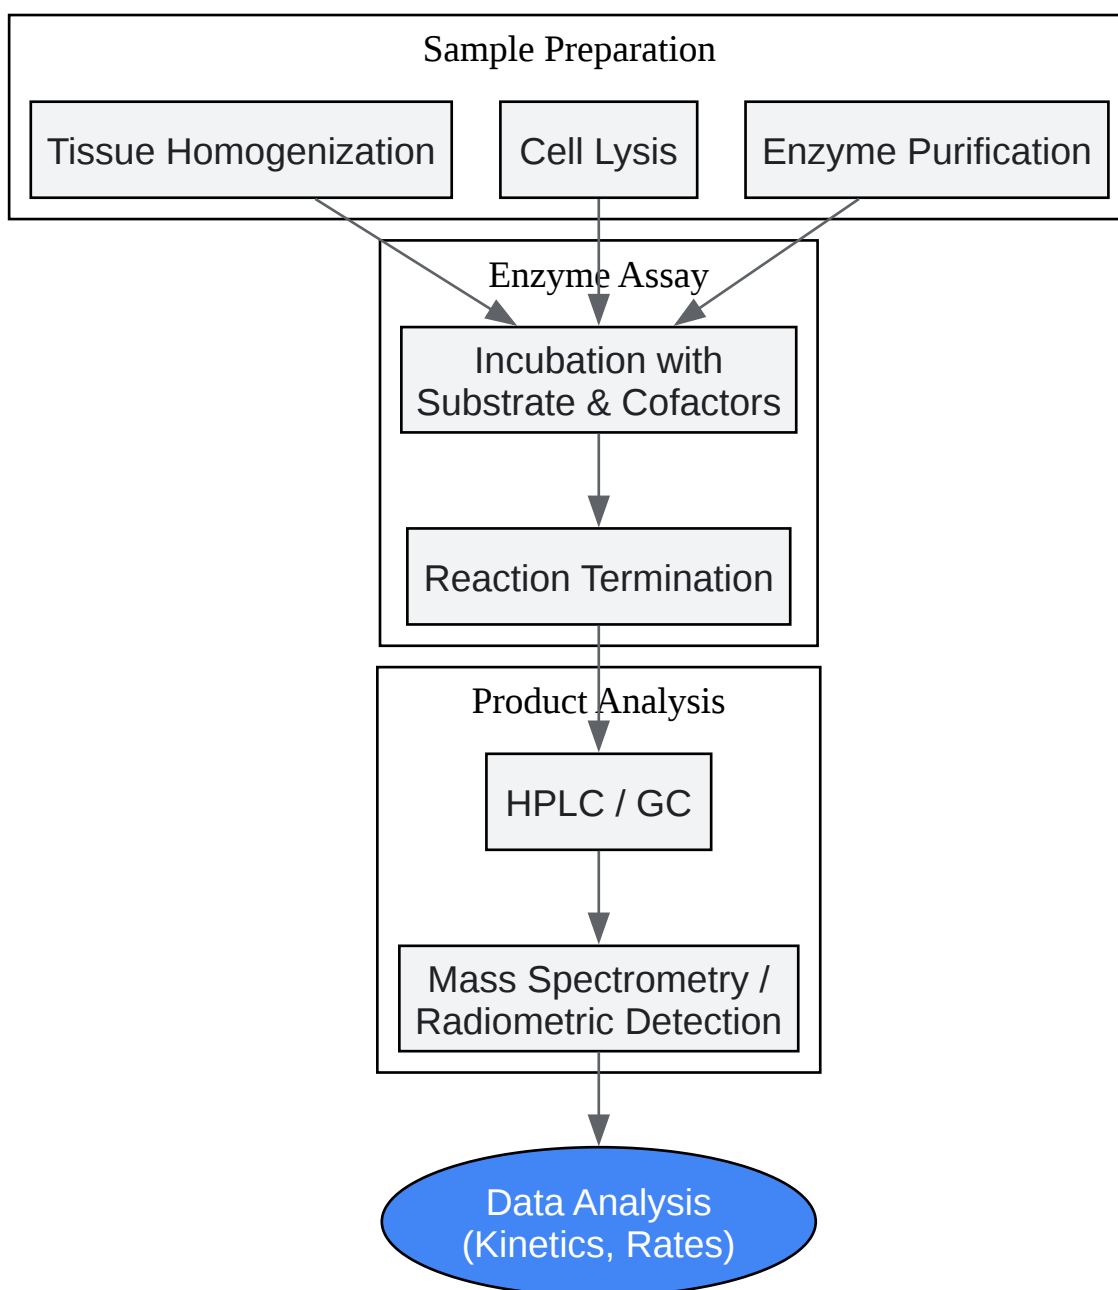 Sample Preparation
Tissue Homogenization
Cell Lysis
Enzyme Purification
Enzyme Assay
Incubation with
Substrate & Cofactors
Reaction Termination
Product Analysis
HPLC / GC
Mass Spectrometry /
Radiometric Detection
Data Analysis
(Kinetics, Rates)